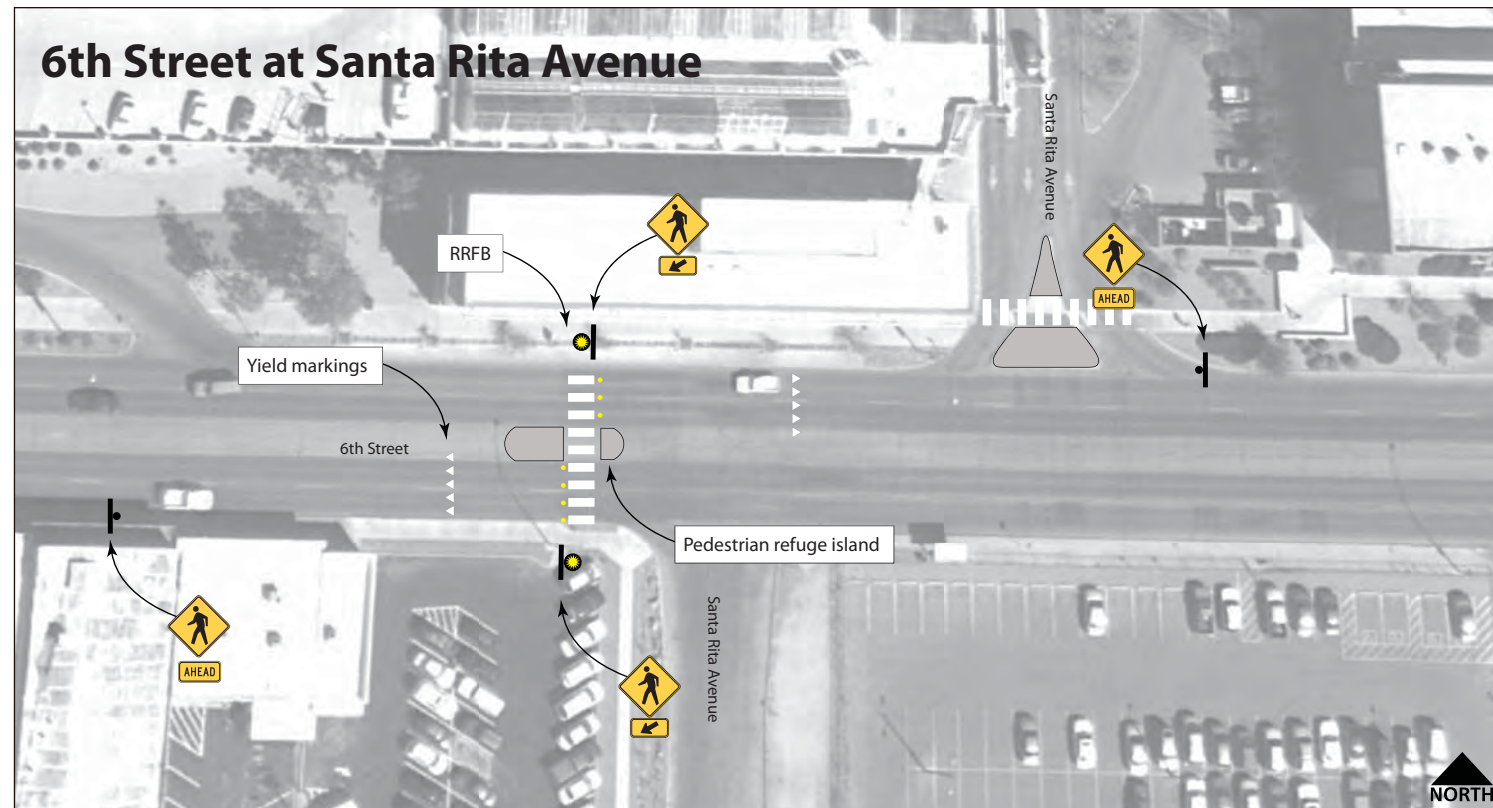 6th Street at Santa Rita Avenue
Santa Rita Avenue
RRFB
AHEAD
Yield markings
6th Street
Pedestrian refuge island
AHEAD
Santa Rita Avenue
NORTH